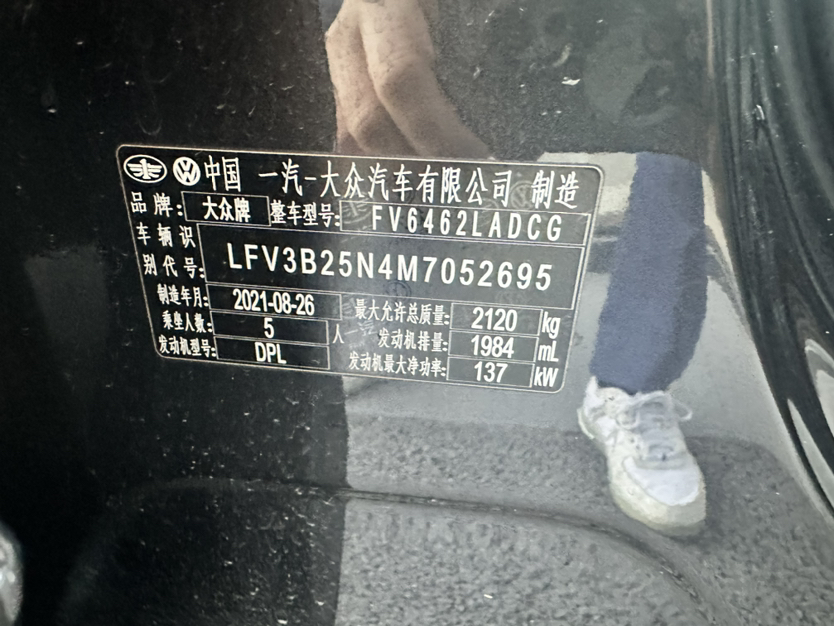 中国 一汽-大众汽车有限公司 制造
品牌: 大众牌 整车型号: FV6462LADCG
车辆识别代号: LFV3B25N4M7052695
制造年月: 2021-08-26 最大允许总质量: 2120 kg
乘坐人数: 5 人 发动机排量: 1984 mL
发动机型号: DPL 发动机最大净功率: 137 kW